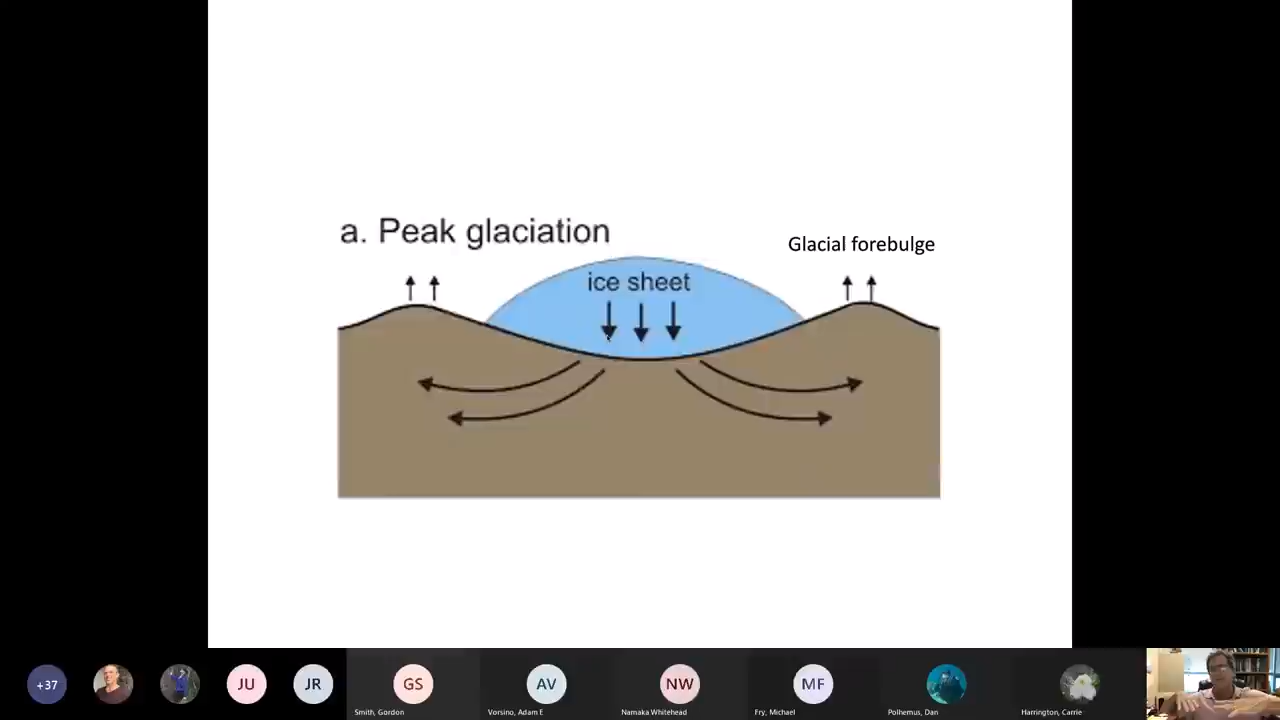 a. Peak glaciation
Glacial forebulge
ice sheet
+37
JU
JR
GS
AV
NW
MF
Smith, Gordon
Vorsino, Adam E
Namaka Whitehead
Fry, Michael
Polhemus, Dan
Harrington, Carrie